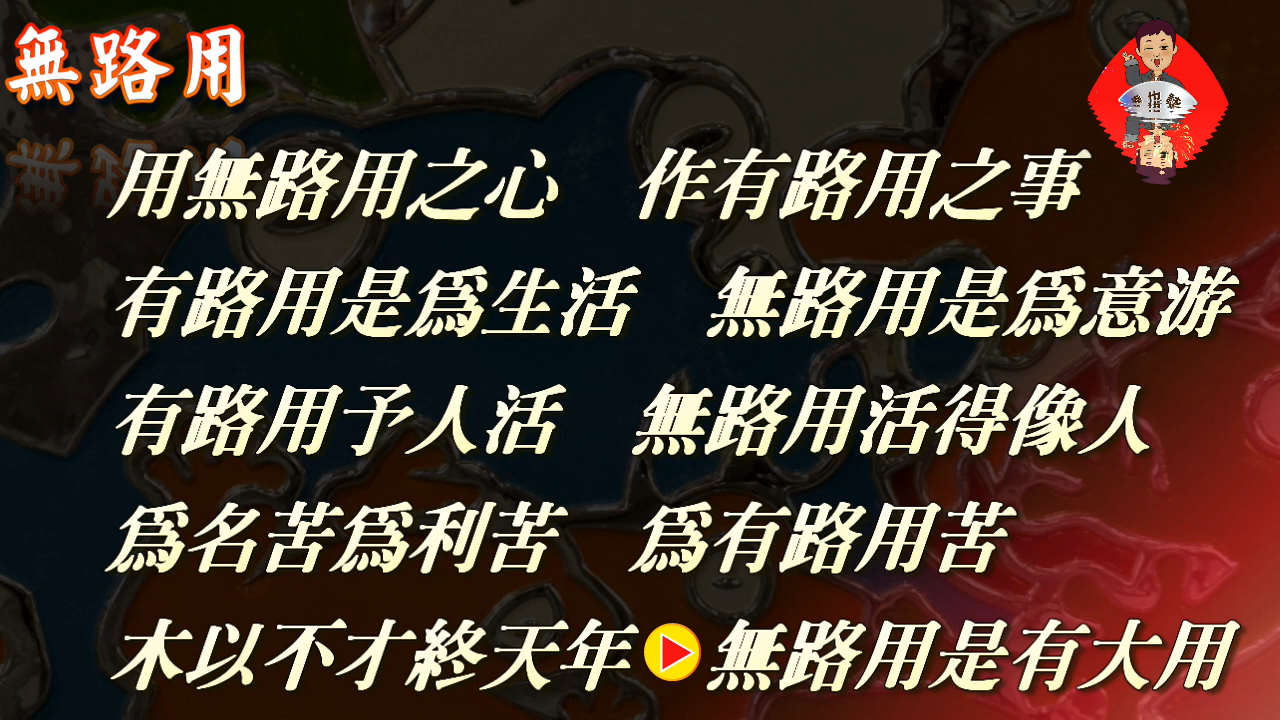 無路用
用無路用之心 作有路用之事
有路用是爲生活 無路用是爲意游
有路用予人活 無路用活得像人
爲名苦爲利苦 爲有路用苦
木以不才終天年 無路用是有大用